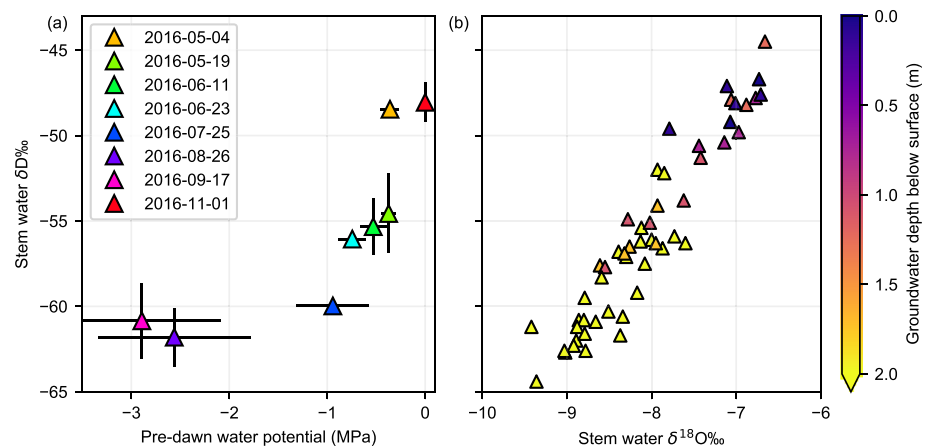 (a)
2016-05-04
2016-05-19
2016-06-11
2016-06-23
2016-07-25
2016-08-26
2016-09-17
2016-11-01
−45
−50
−55
−60
−65
Stem water δD‰
−3 −2 −1 0
Pre-dawn water potential (MPa)
(b)
−10 −9 −8 −7 −6
Stem water δ¹⁸O‰
0.0
0.5
1.0
1.5
2.0
Groundwater depth below surface (m)